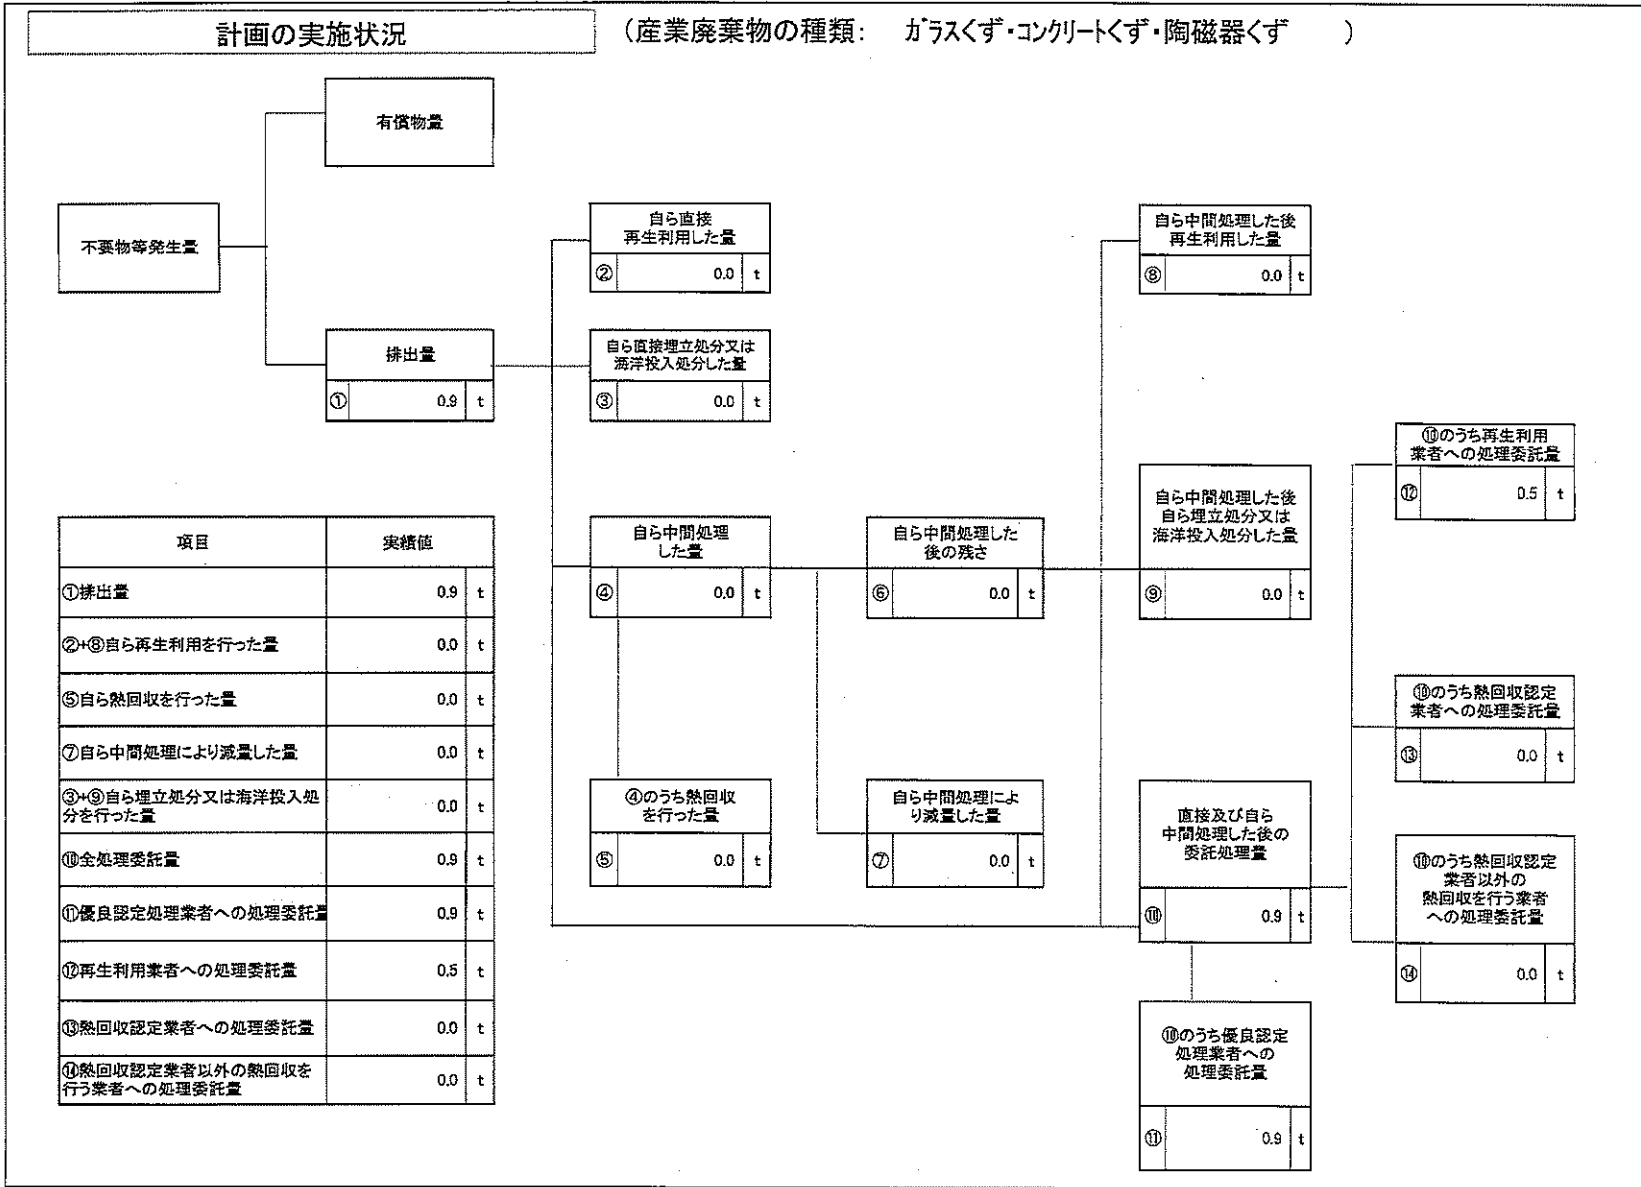 計画の実施状況
(産業廃棄物の種類: ガラスくず・コンクリートくず・陶磁器くず )
有償物量
不要物等発生量
排出量
① 0.9 t
自ら直接
再生利用した量
② 0.0 t
自ら直接埋立処分又は
海洋投入処分した量
③ 0.0 t
自ら中間処理した後
再生利用した量
⑧ 0.0 t
⑩のうち再生利用
業者への処理委託量
⑫ 0.5 t
自ら中間処理
した量
④ 0.0 t
自ら中間処理した
後の残さ
⑥ 0.0 t
自ら中間処理した後
自ら埋立処分又は
海洋投入処分した量
⑨ 0.0 t
⑩のうち熱回収認定
業者への処理委託量
⑬ 0.0 t
④のうち熱回収
を行った量
⑤ 0.0 t
自ら中間処理によ
り減量した量
⑦ 0.0 t
直接及び自ら
中間処理した後の
委託処理量
⑩ 0.9 t
⑩のうち熱回収認定
業者以外の
熱回収を行う業者
への処理委託量
⑭ 0.0 t
⑩のうち優良認定
処理業者への
処理委託量
⑪ 0.9 t
項目 実績値
①排出量 0.9 t
②+⑧自ら再生利用を行った量 0.0 t
⑤自ら熱回収を行った量 0.0 t
⑦自ら中間処理により減量した量 0.0 t
③+⑨自ら埋立処分又は海洋投入処
分を行った量 0.0 t
⑩全処理委託量 0.9 t
⑪優良認定処理業者への処理委託量 0.9 t
⑫再生利用業者への処理委託量 0.5 t
⑬熱回収認定業者への処理委託量 0.0 t
⑭熱回収認定業者以外の熱回収を
行う業者への処理委託量 0.0 t